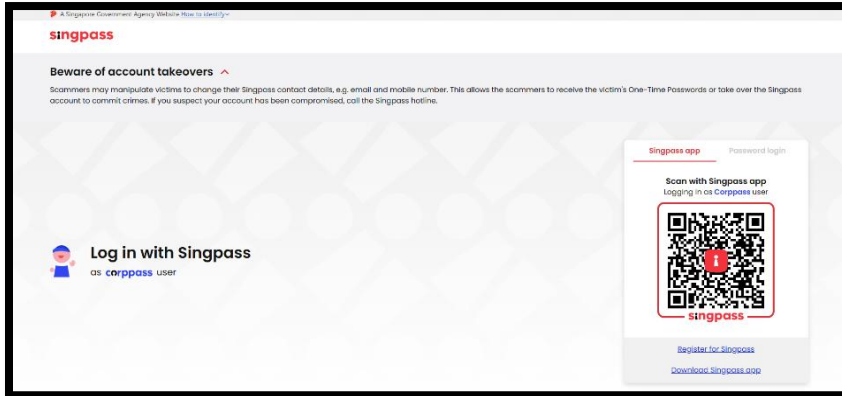 A Singapore Government Agency Website How to identify
singpass
Beware of account takeovers
Scammers may manipulate victims to change their Singpass contact details, e.g. email and mobile number. This allows the scammers to receive the victim's One-Time Passwords or take over the Singpass
account to commit crimes. If you suspect your account has been compromised, call the Singpass hotline.
Singpass app Password login
Scan with Singpass app
Logging in as Corppass user
Log in with Singpass
as corppass user
singpass
Register for Singpass
Download Singpass app